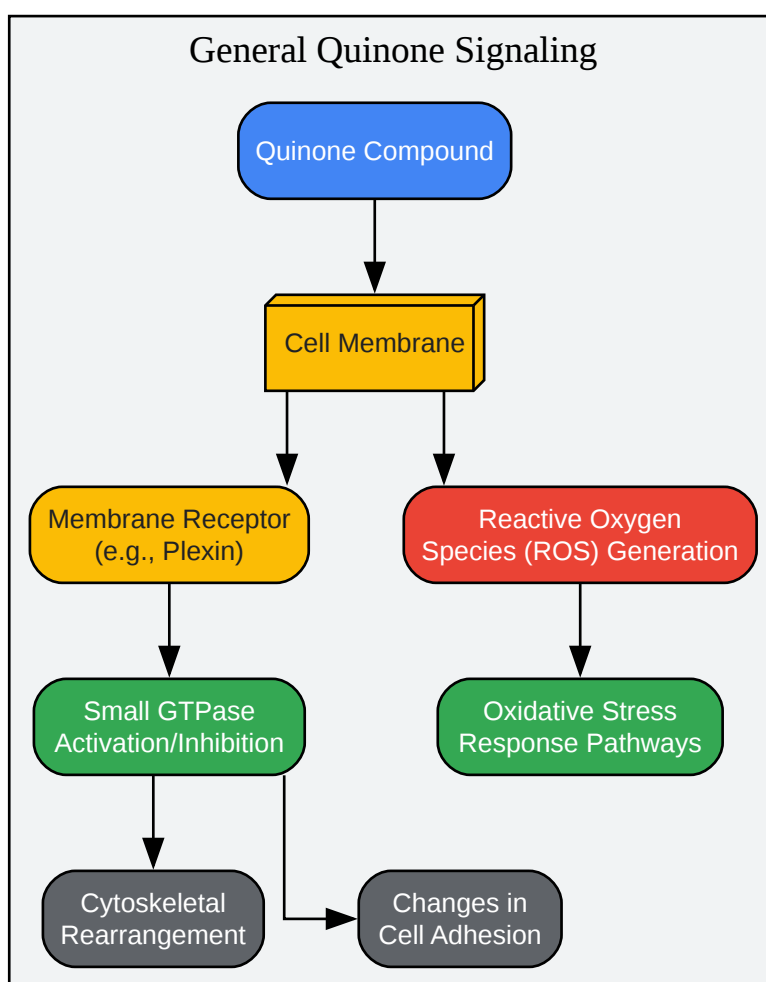 General Quinone Signaling
Quinone Compound
Cell Membrane
Membrane Receptor
(e.g., Plexin)
Reactive Oxygen
Species (ROS) Generation
Small GTPase
Activation/Inhibition
Oxidative Stress
Response Pathways
Cytoskeletal
Rearrangement
Changes in
Cell Adhesion